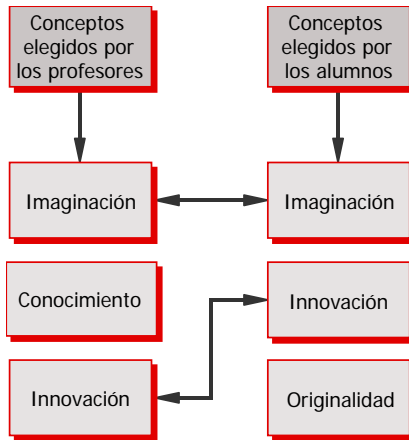 Conceptos
elegidos por
los profesores
Conceptos
elegidos por
los alumnos
Imaginación
Imaginación
Conocimiento
Innovación
Innovación
Originalidad